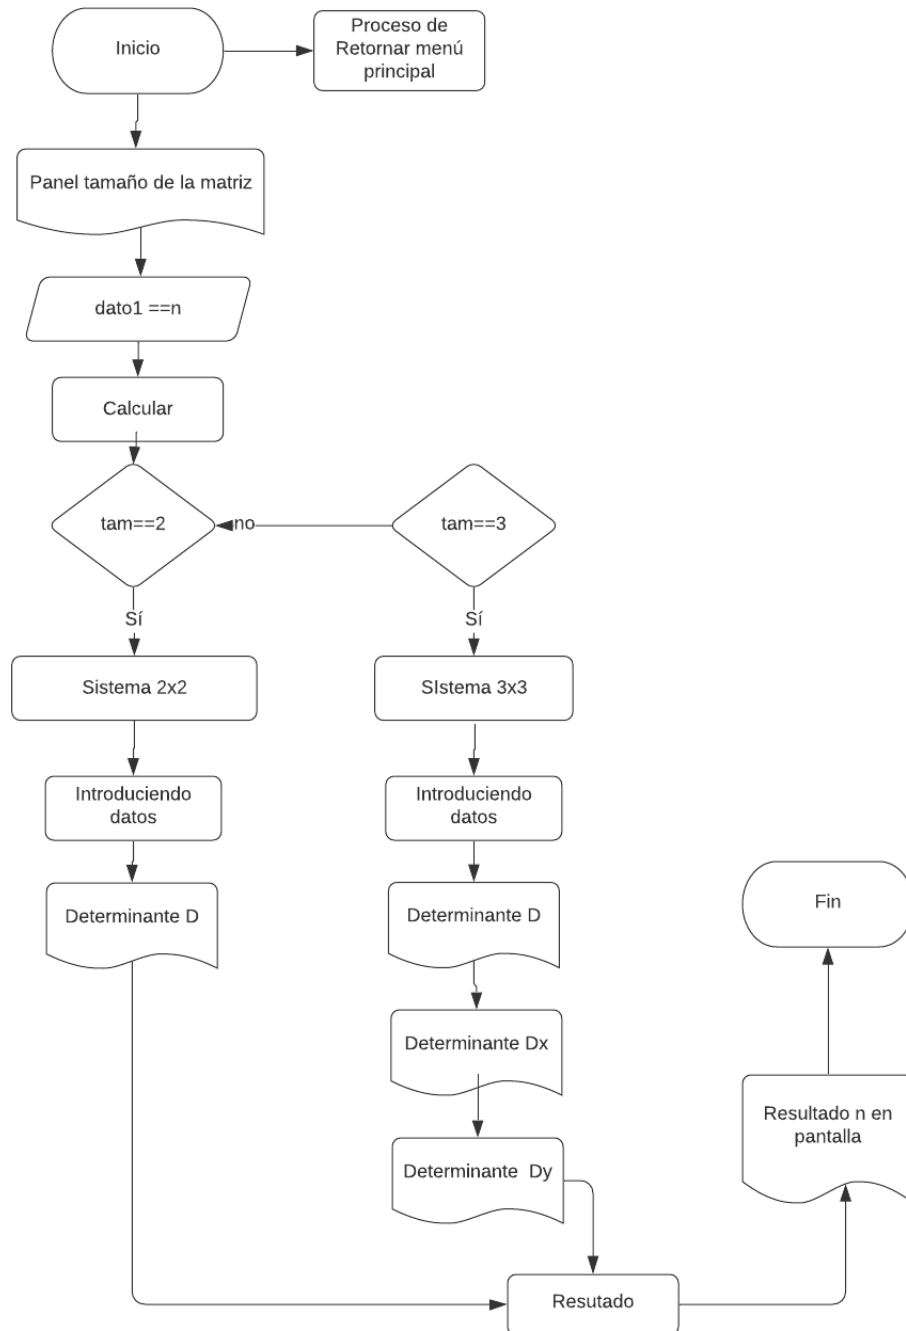 Inicio
Proceso de
Retornar menú
principal
Panel tamaño de la matriz
dato1 ==n
Calcular
tam==2
no
tam==3
Sí
Sí
Sistema 2x2
SIstema 3x3
Introduciendo
datos
Introduciendo
datos
Determinante D
Determinante D
Fin
Determinante Dx
Resultado n en
pantalla
Determinante Dy
Resutado